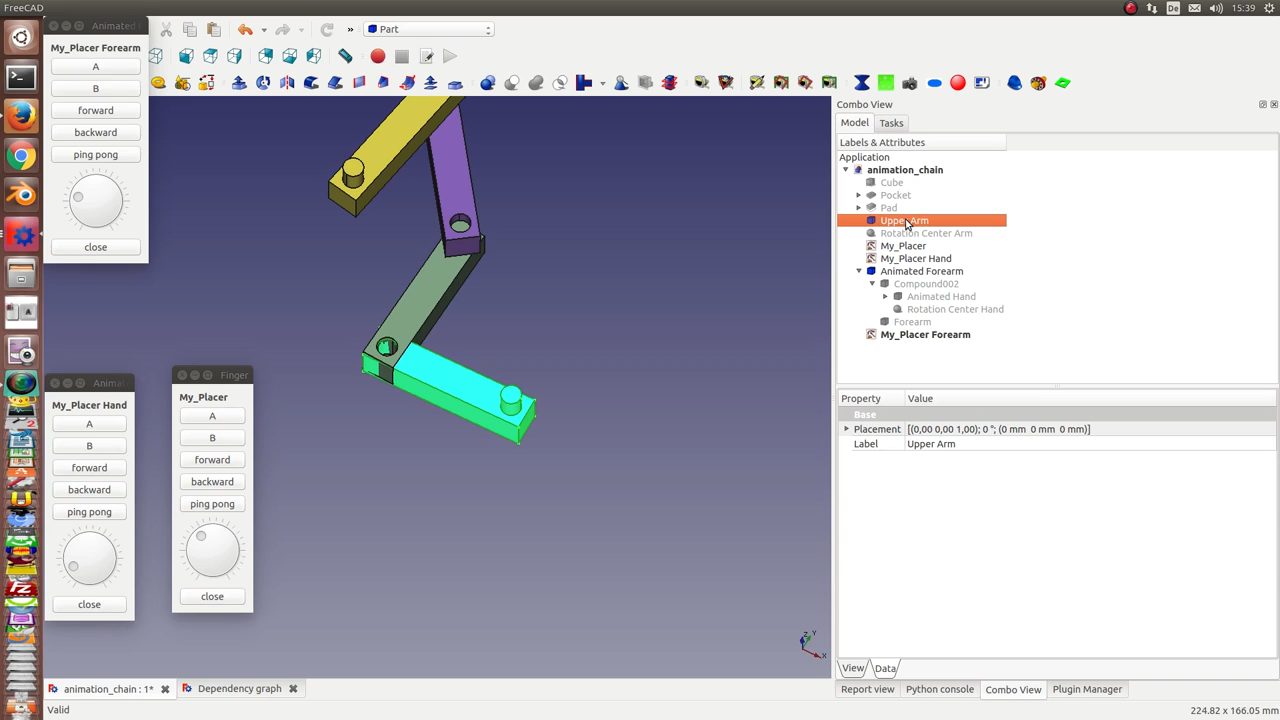 FreeCAD
De
15:39
Animated
My_Placer Forearm
A
B
forward
backward
ping pong
close
Part
Animat
My_Placer Hand
A
B
forward
backward
ping pong
close
Finger
My_Placer
A
B
forward
backward
ping pong
close
Combo View
Model
Tasks
Labels & Attributes
Application
animation_chain
Cube
Pocket
Pad
Upper Arm
Rotation Center Arm
My_Placer
My_Placer Hand
Animated Forearm
Compound002
Animated Hand
Rotation Center Hand
Forearm
My_Placer Forearm
Property Value
Base
Placement [(0,00 0,00 1,00); 0 °; (0 mm 0 mm 0 mm)]
Label Upper Arm
View
Data
animation_chain : 1*
Dependency graph
Report view
Python console
Combo View
Plugin Manager
Valid
224.82 x 166.05 mm